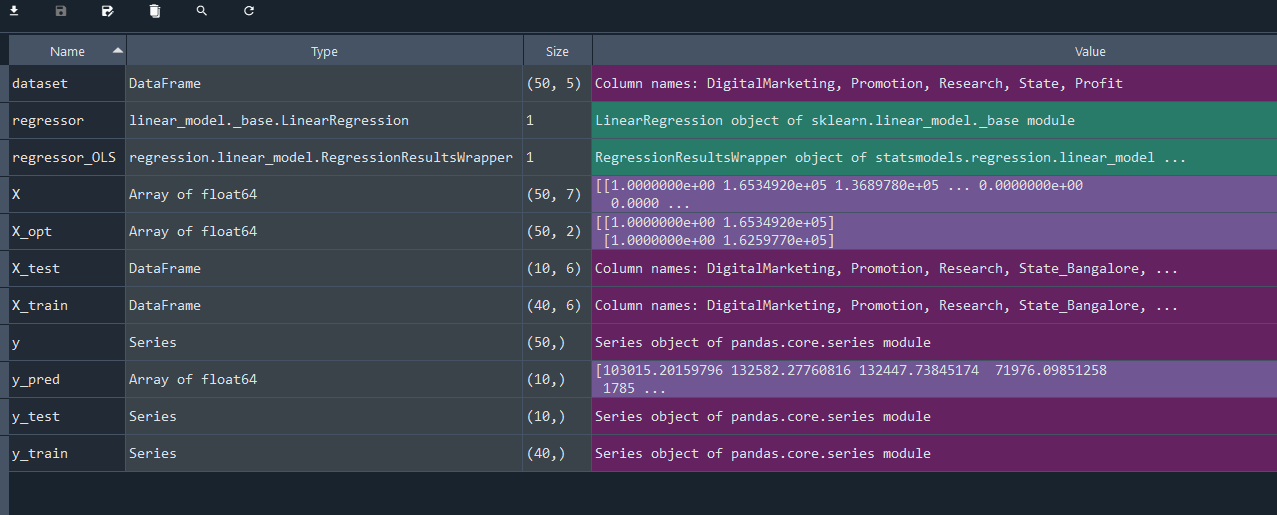 Name Type Size Value
dataset DataFrame (50, 5) Column names: DigitalMarketing, Promotion, Research, State, Profit
regressor linear_model._base.LinearRegression 1 LinearRegression object of sklearn.linear_model._base module
regressor_OLS regression.linear_model.RegressionResultsWrapper 1 RegressionResultsWrapper object of statsmodels.regression.linear_model ...
X Array of float64 (50, 7) [[1.0000000e+00 1.6534920e+05 1.3689780e+05 ... 0.0000000e+00
0.0000 ...
X_opt Array of float64 (50, 2) [[1.0000000e+00 1.6534920e+05]
[1.0000000e+00 1.6259770e+05]
X_test DataFrame (10, 6) Column names: DigitalMarketing, Promotion, Research, State_Bangalore, ...
X_train DataFrame (40, 6) Column names: DigitalMarketing, Promotion, Research, State_Bangalore, ...
y Series (50,) Series object of pandas.core.series module
y_pred Array of float64 (10,) [103015.20159796 132582.27760816 132447.73845174 71976.09851258
1785 ...
y_test Series (10,) Series object of pandas.core.series module
y_train Series (40,) Series object of pandas.core.series module